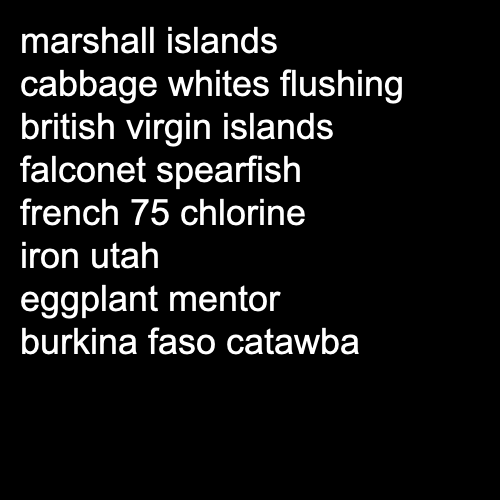 marshall islands
cabbage whites flushing
british virgin islands
falconet spearfish
french 75 chlorine
iron utah
eggplant mentor
burkina faso catawba